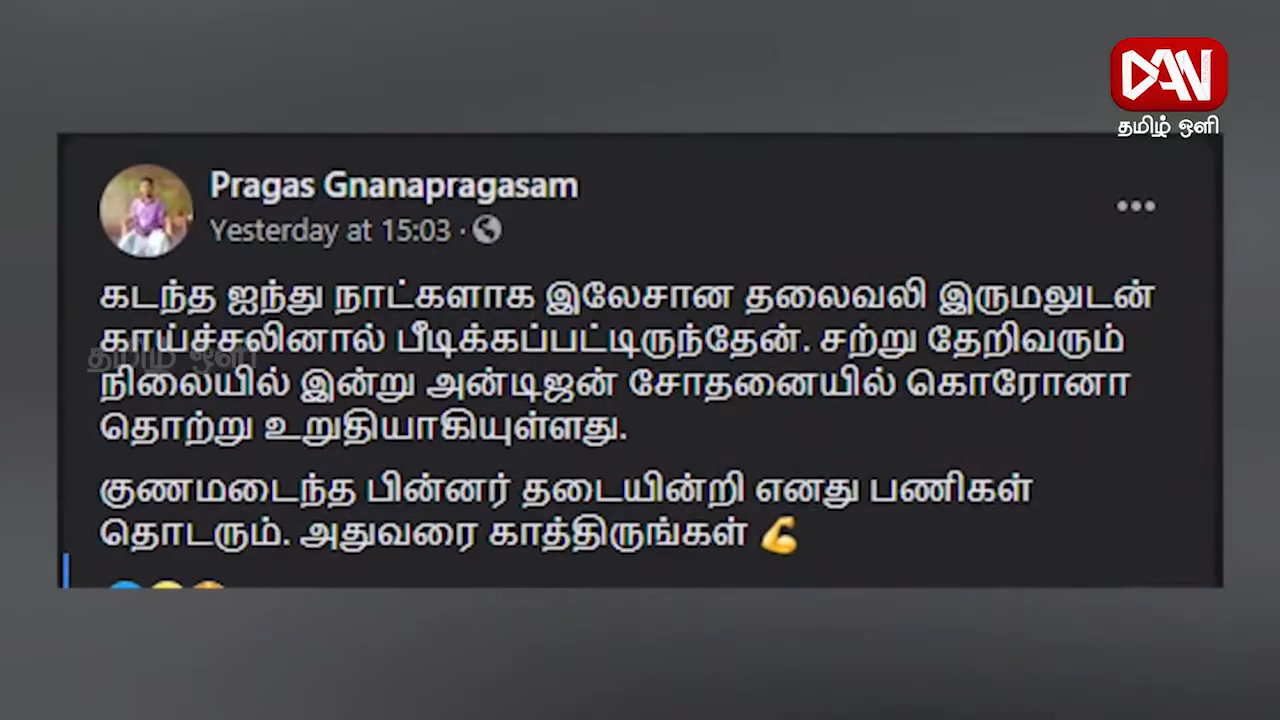 DAN
தமிழ் ஒளி
Pragas Gnanapragasam
Yesterday at 15:03 ·
கடந்த ஐந்து நாட்களாக இலேசான தலைவலி இருமலுடன்
காய்ச்சலினால் பீடிக்கப்பட்டிருந்தேன். சற்று தேறிவரும்
தமிழ் ஒளி
நிலையில் இன்று அன்டிஜன் சோதனையில் கொரோனா
தொற்று உறுதியாகியுள்ளது.
குணமடைந்த பின்னர் தடையின்றி எனது பணிகள்
தொடரும். அதுவரை காத்திருங்கள் 💪